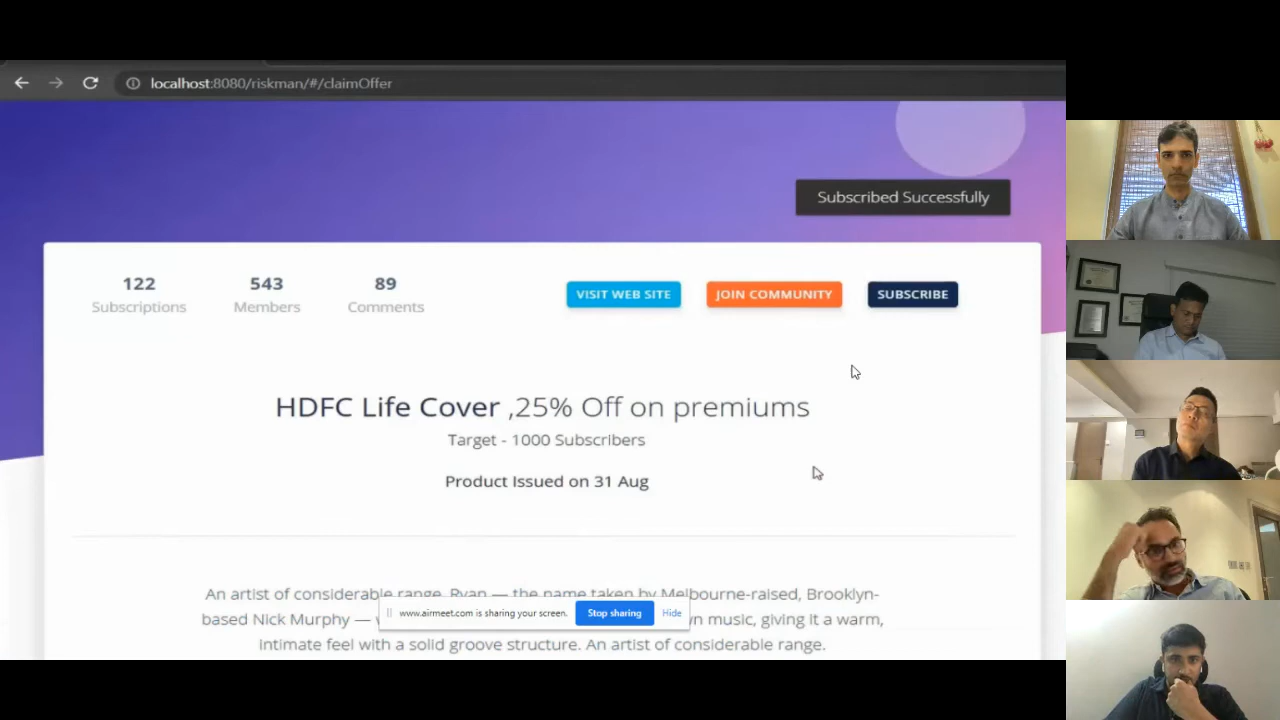 localhost:8080/riskman/#/claimOffer
Subscribed Successfully
122 543 89
Subscriptions Members Comments
VISIT WEB SITE JOIN COMMUNITY SUBSCRIBE
HDFC Life Cover ,25% Off on premiums
Target - 1000 Subscribers
Product Issued on 31 Aug
An artist of considerable range, Ryan — the name taken by Melbourne-raised, Brooklyn-
based Nick Murphy — music, giving it a warm,
www.airmeet.com is sharing your screen. Stop sharing Hide
intimate feel with a solid groove structure. An artist of considerable range.